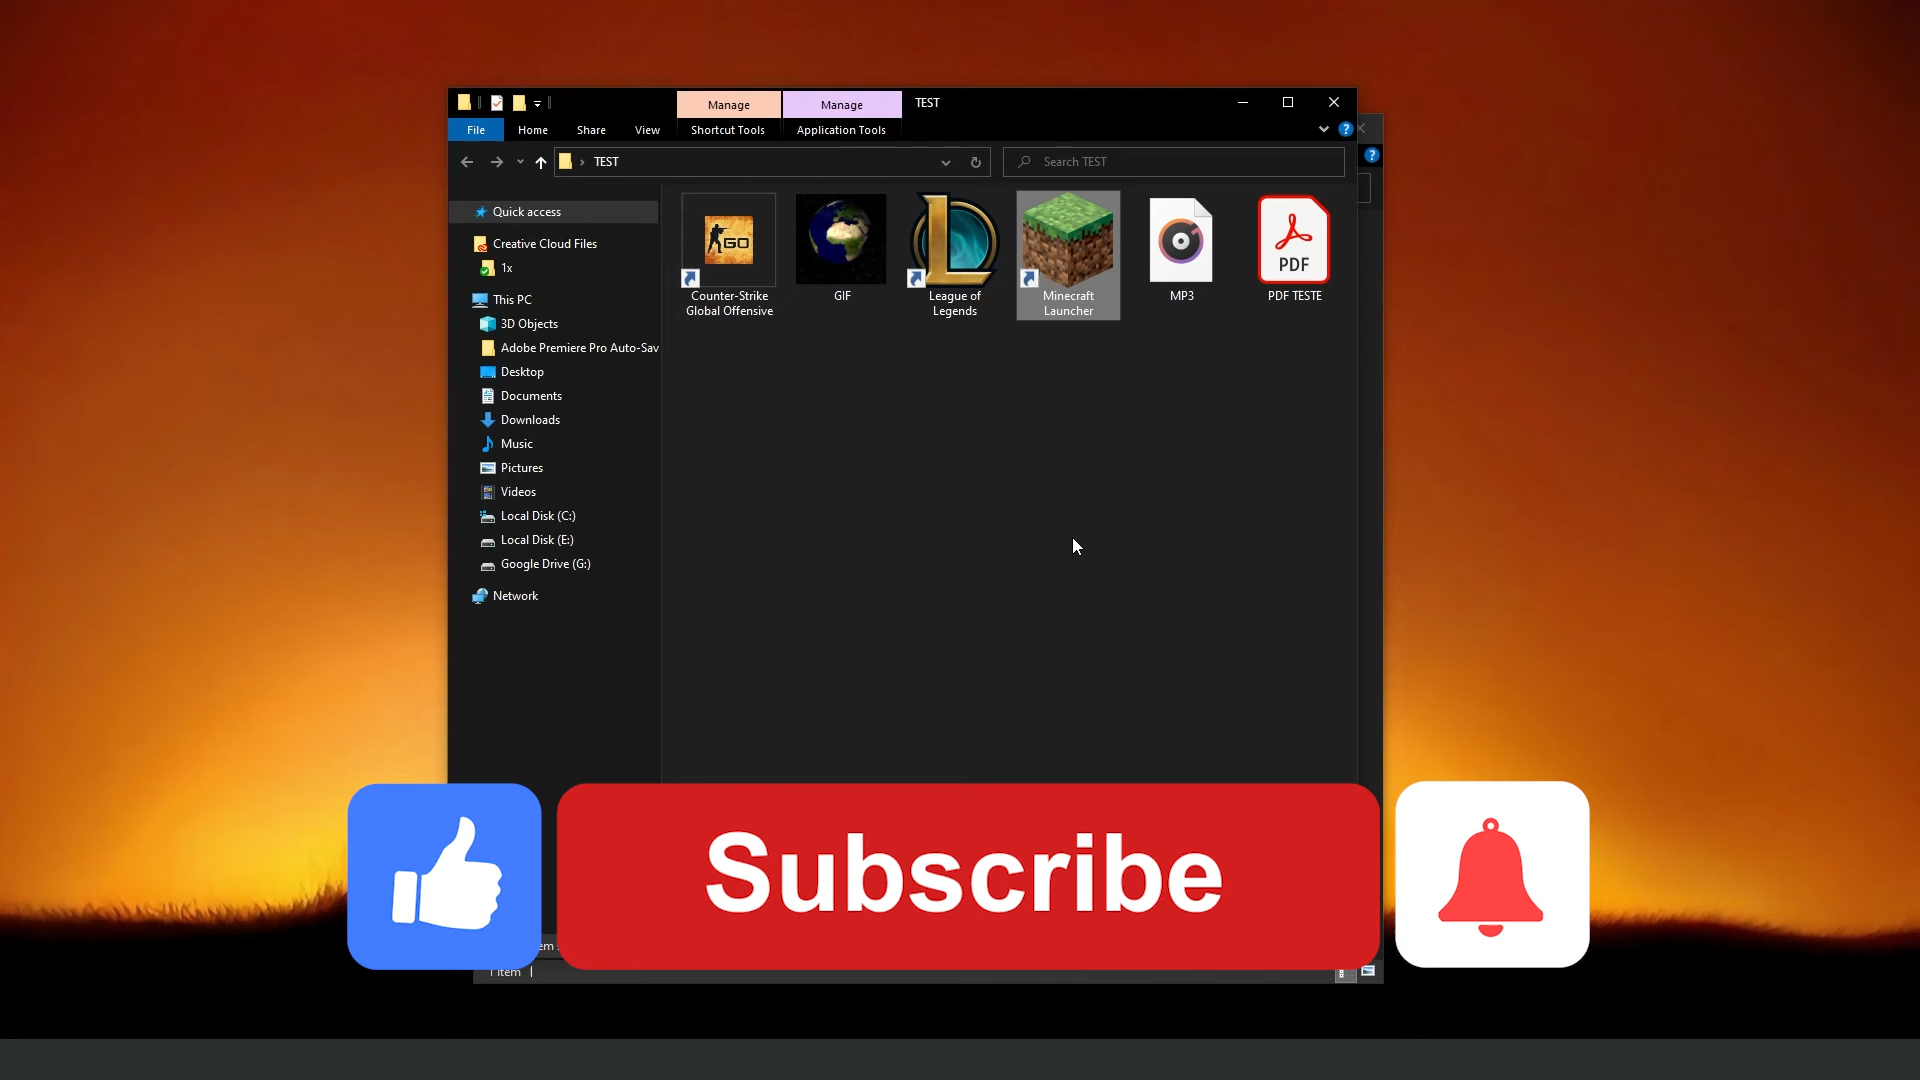 Manage
Manage
TEST
File
Home
Share
View
Shortcut Tools
Application Tools
TEST
Search TEST
Quick access
Creative Cloud Files
1x
This PC
3D Objects
Adobe Premiere Pro Auto-Sav
Desktop
Documents
Downloads
Music
Pictures
Videos
Local Disk (C:)
Local Disk (E:)
Google Drive (G:)
Network
GO
Counter-Strike
Global Offensive
GIF
League of
Legends
Minecraft
Launcher
MP3
PDF
PDF TESTE
Subscribe
1 item